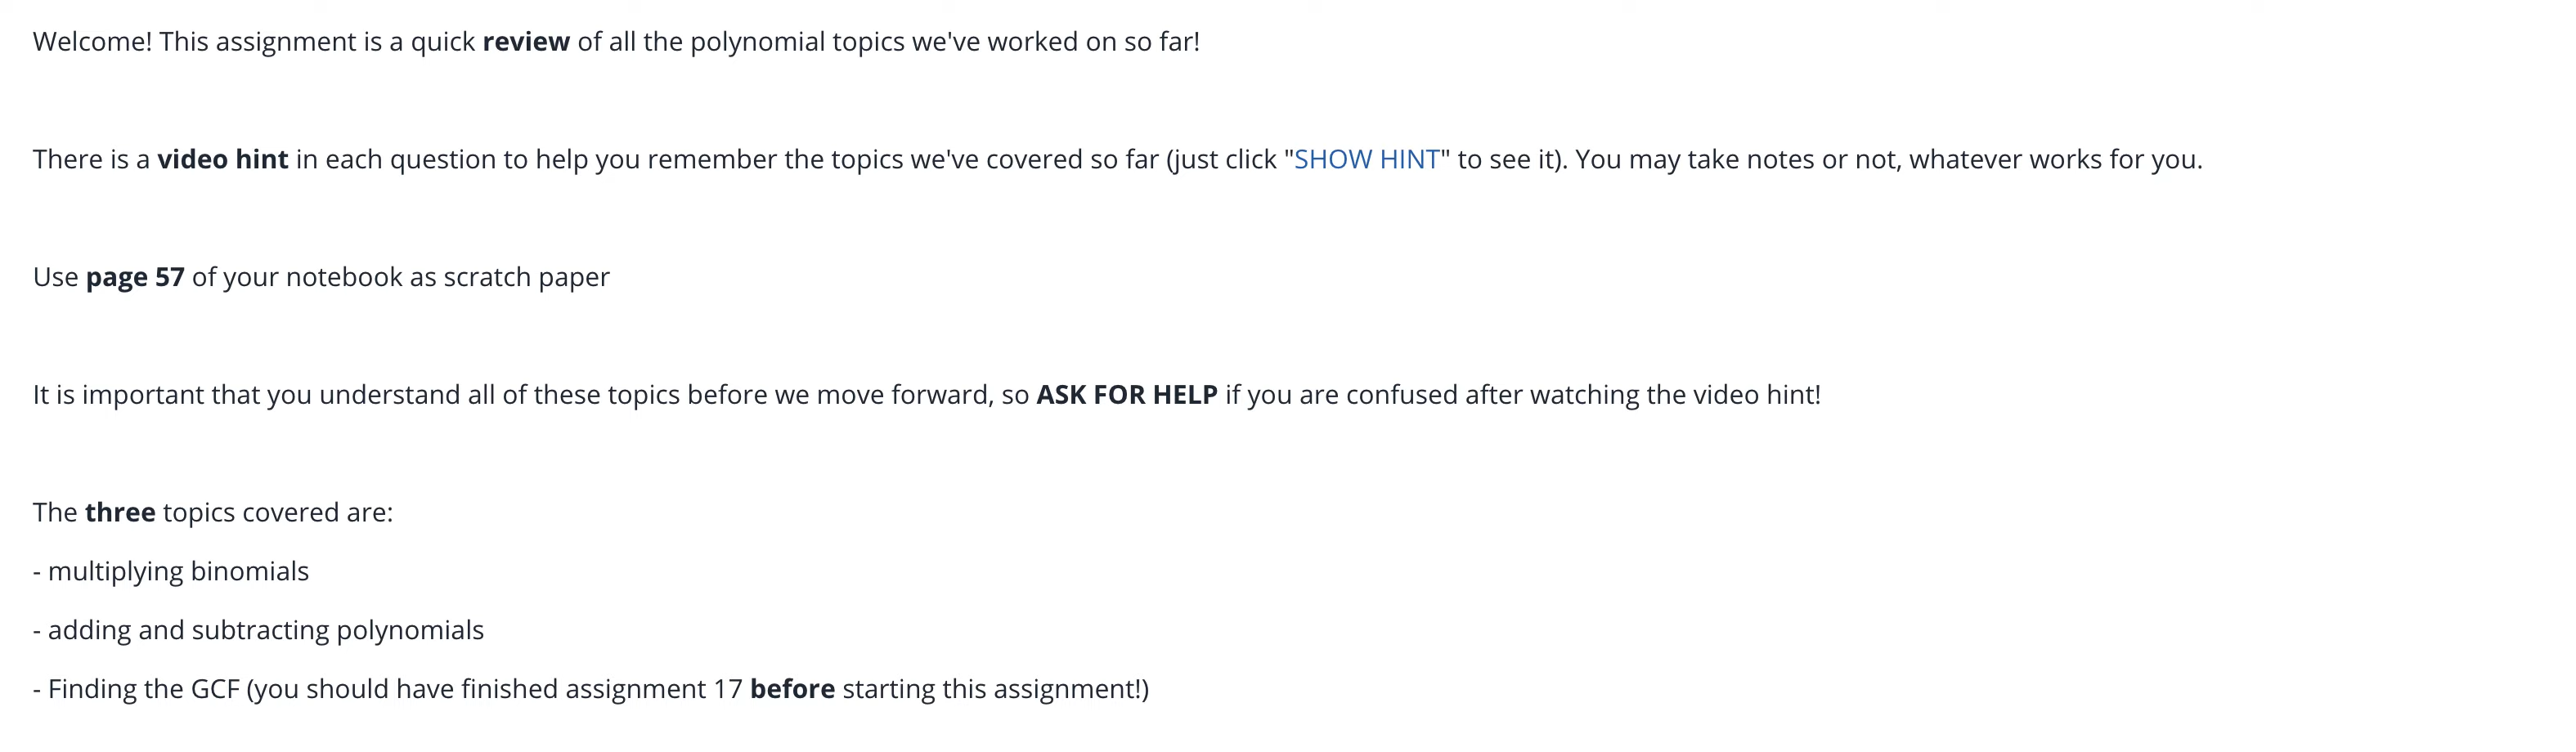 Welcome! This assignment is a quick review of all the polynomial topics we've worked on so far!
There is a video hint in each question to help you remember the topics we've covered so far (just click "SHOW HINT" to see it). You may take notes or not, whatever works for you.
Use page 57 of your notebook as scratch paper
It is important that you understand all of these topics before we move forward, so ASK FOR HELP if you are confused after watching the video hint!
The three topics covered are:
- multiplying binomials
- adding and subtracting polynomials
- Finding the GCF (you should have finished assignment 17 before starting this assignment!)